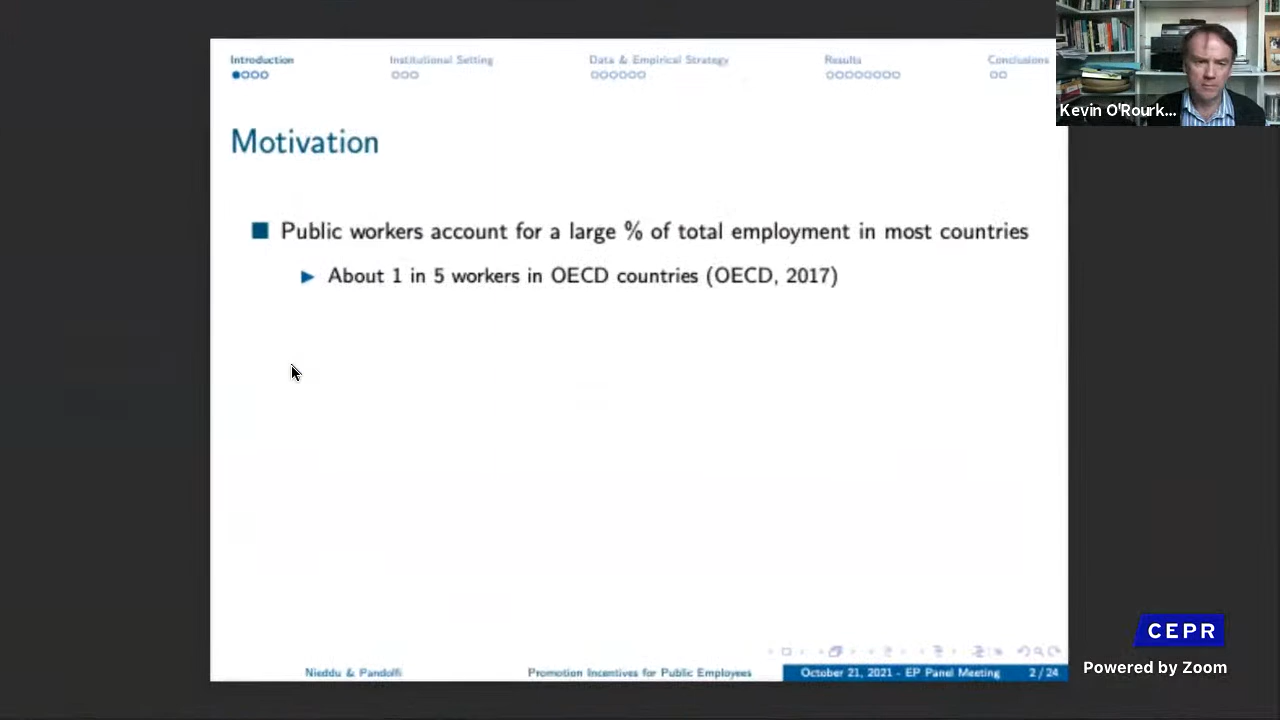 Introduction
Institutional Setting
Data & Empirical Strategy
Results
Conclusions
Kevin O'Rourk...
Motivation
Public workers account for a large % of total employment in most countries
About 1 in 5 workers in OECD countries (OECD, 2017)
CEPR
Powered by Zoom
Nieddu & Pandolfi
Promotion Incentives for Public Employees
October 21, 2021 - EP Panel Meeting
2 / 24